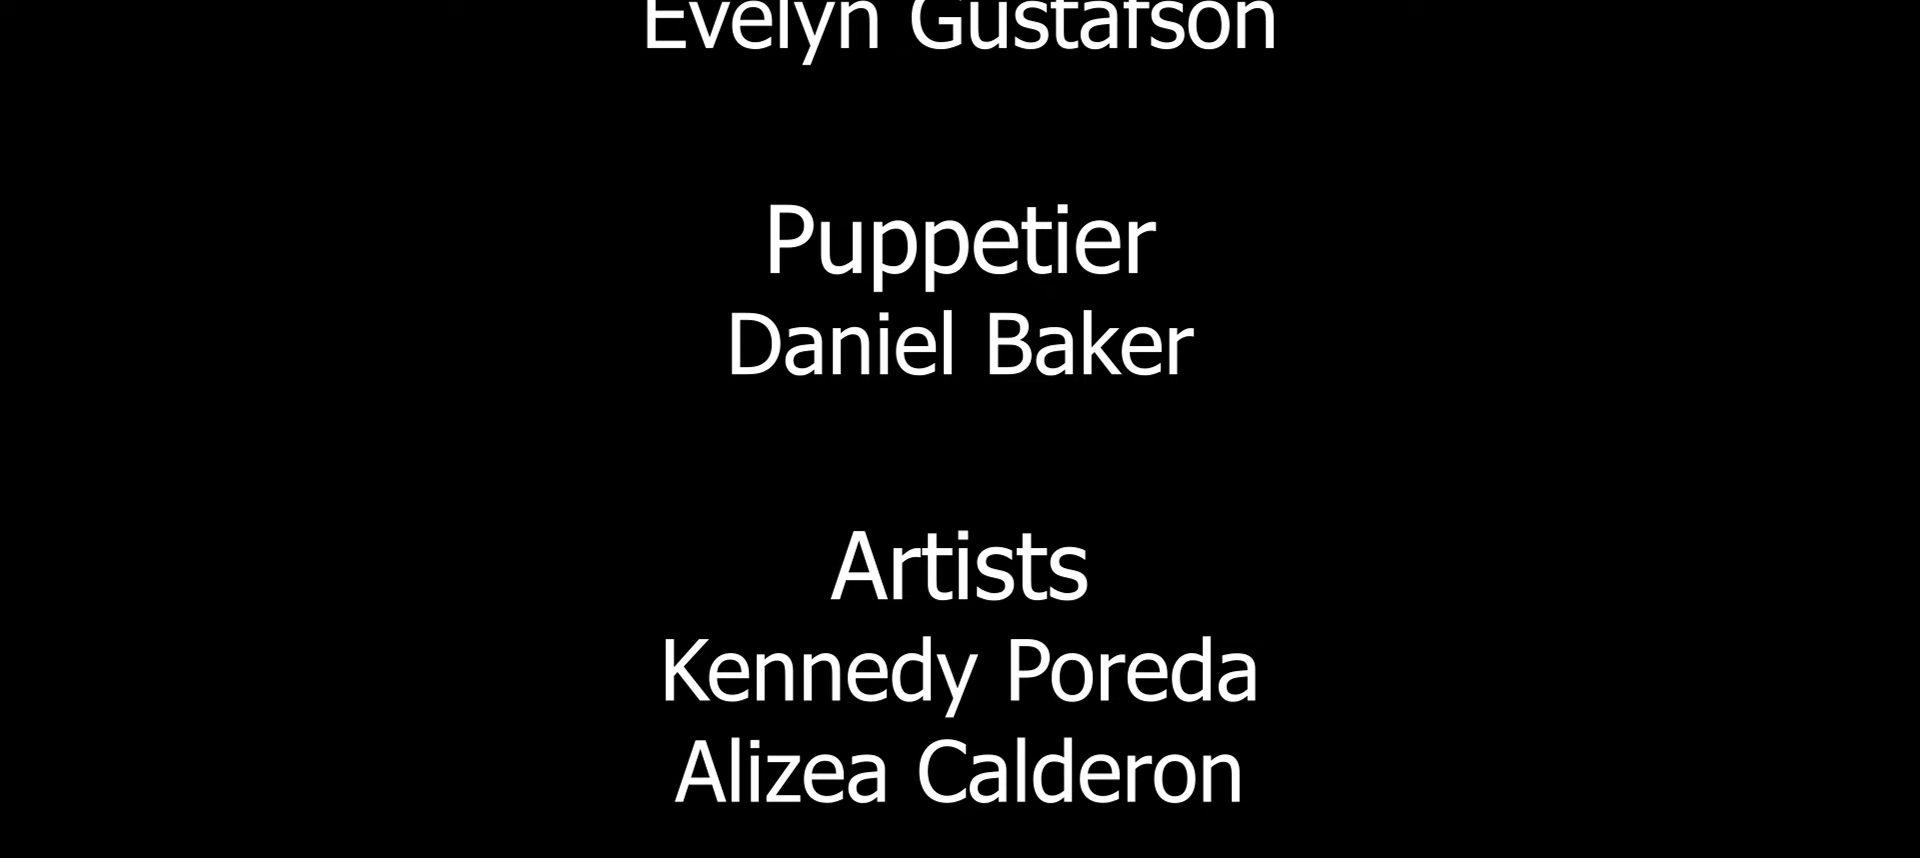 Evelyn Gustafson
Puppetier
Daniel Baker
Artists
Kennedy Poreda
Alizea Calderon